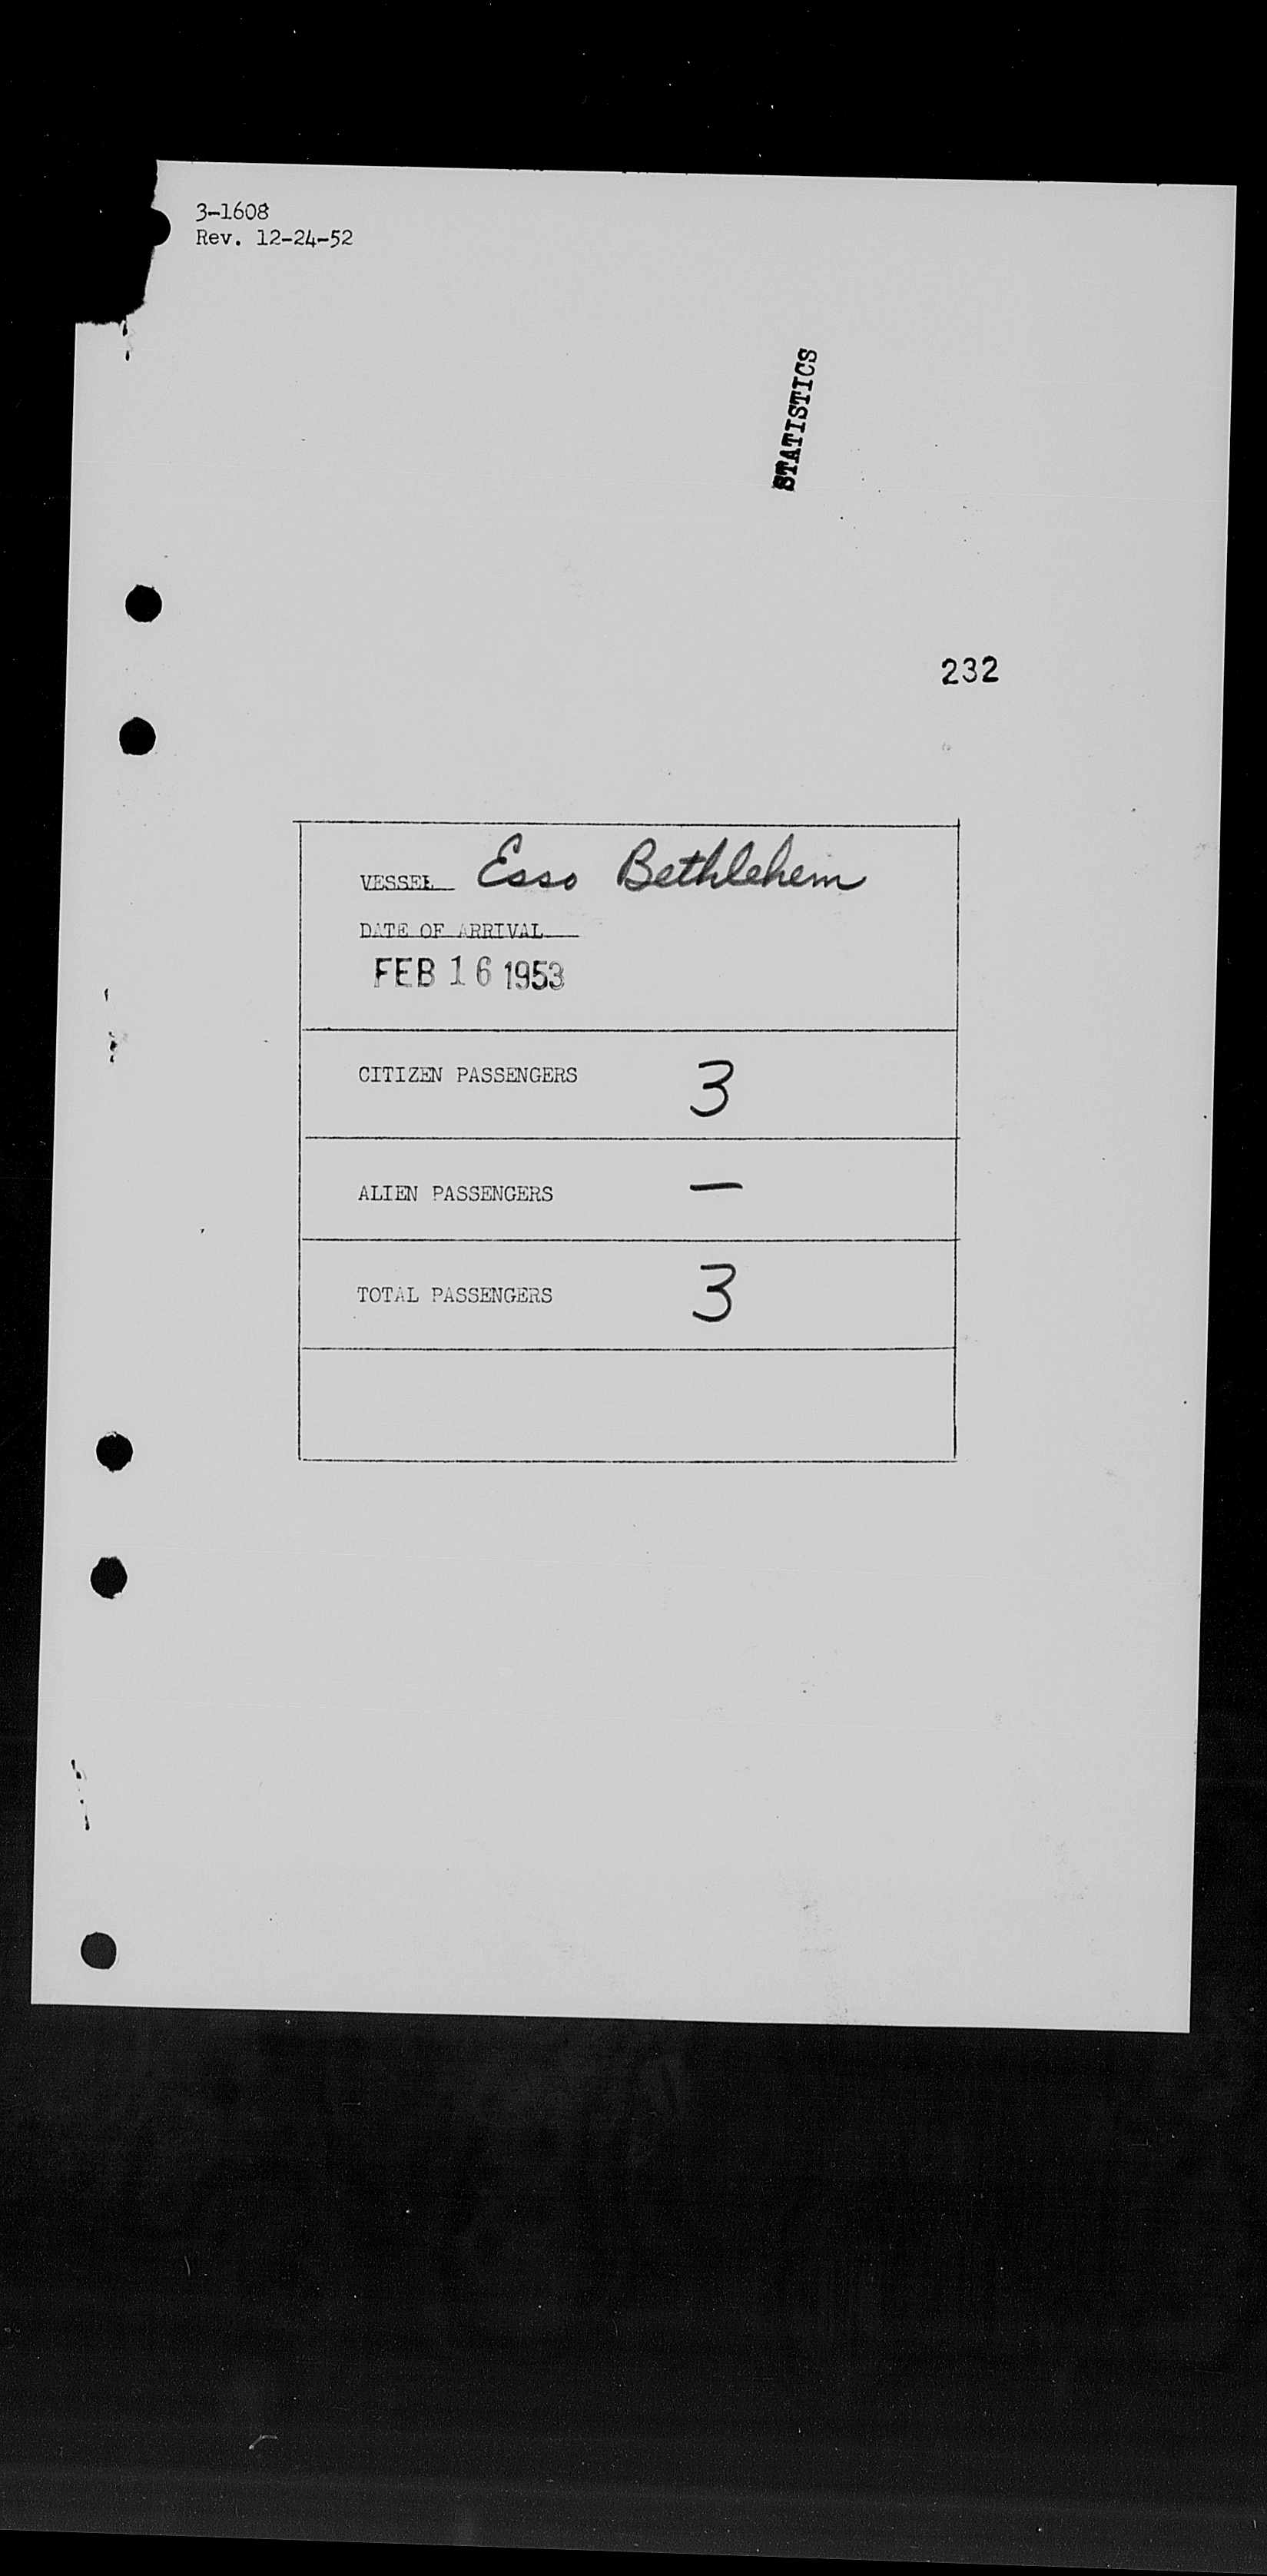 3-1608
Rev. 12-24-52
STATISTICS
232
VESSEL Esso Bethlehem
DATE OF ARRIVAL
FEB 16 1953
CITIZEN PASSENGERS 3
ALIEN PASSENGERS —
TOTAL PASSENGERS 3